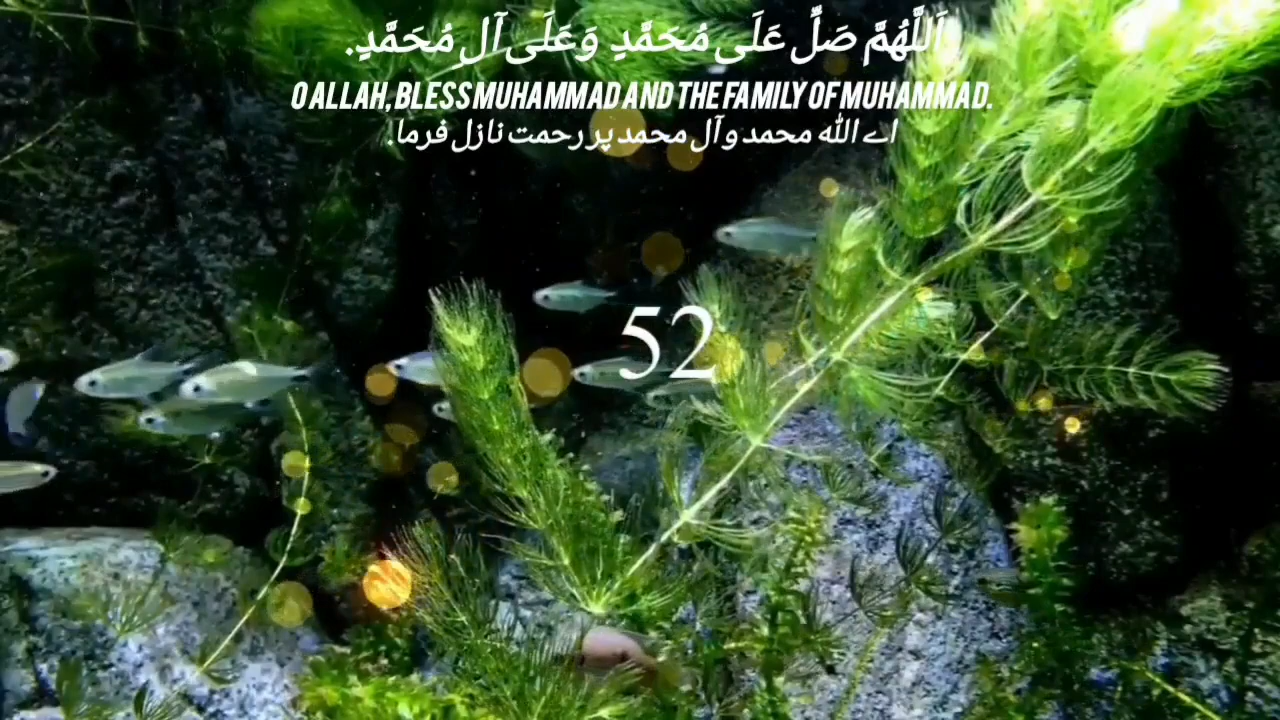 اَللَّهُمَّ صَلِّ عَلَى مُحَمَّدٍ وَعَلَى آلِ مُحَمَّدٍ.
O ALLAH, BLESS MUHAMMAD AND THE FAMILY OF MUHAMMAD.
اے اللہ محمد و آل محمد پر رحمت نازل فرما.
52